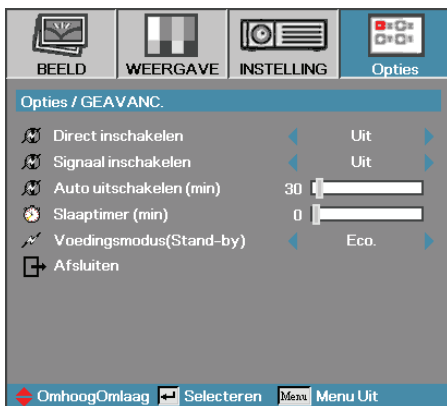 BEELD WEERGAVE INSTELLING Opties
Opties / GEAVANC.
Direct inschakelen Uit
Signaal inschakelen Uit
Auto uitschakelen (min) 30
Slaaptimer (min) 0
Voedingsmodus(Stand-by) Eco.
Afsluiten
OmhoogOmlaag Selecteren Menu Menu Uit